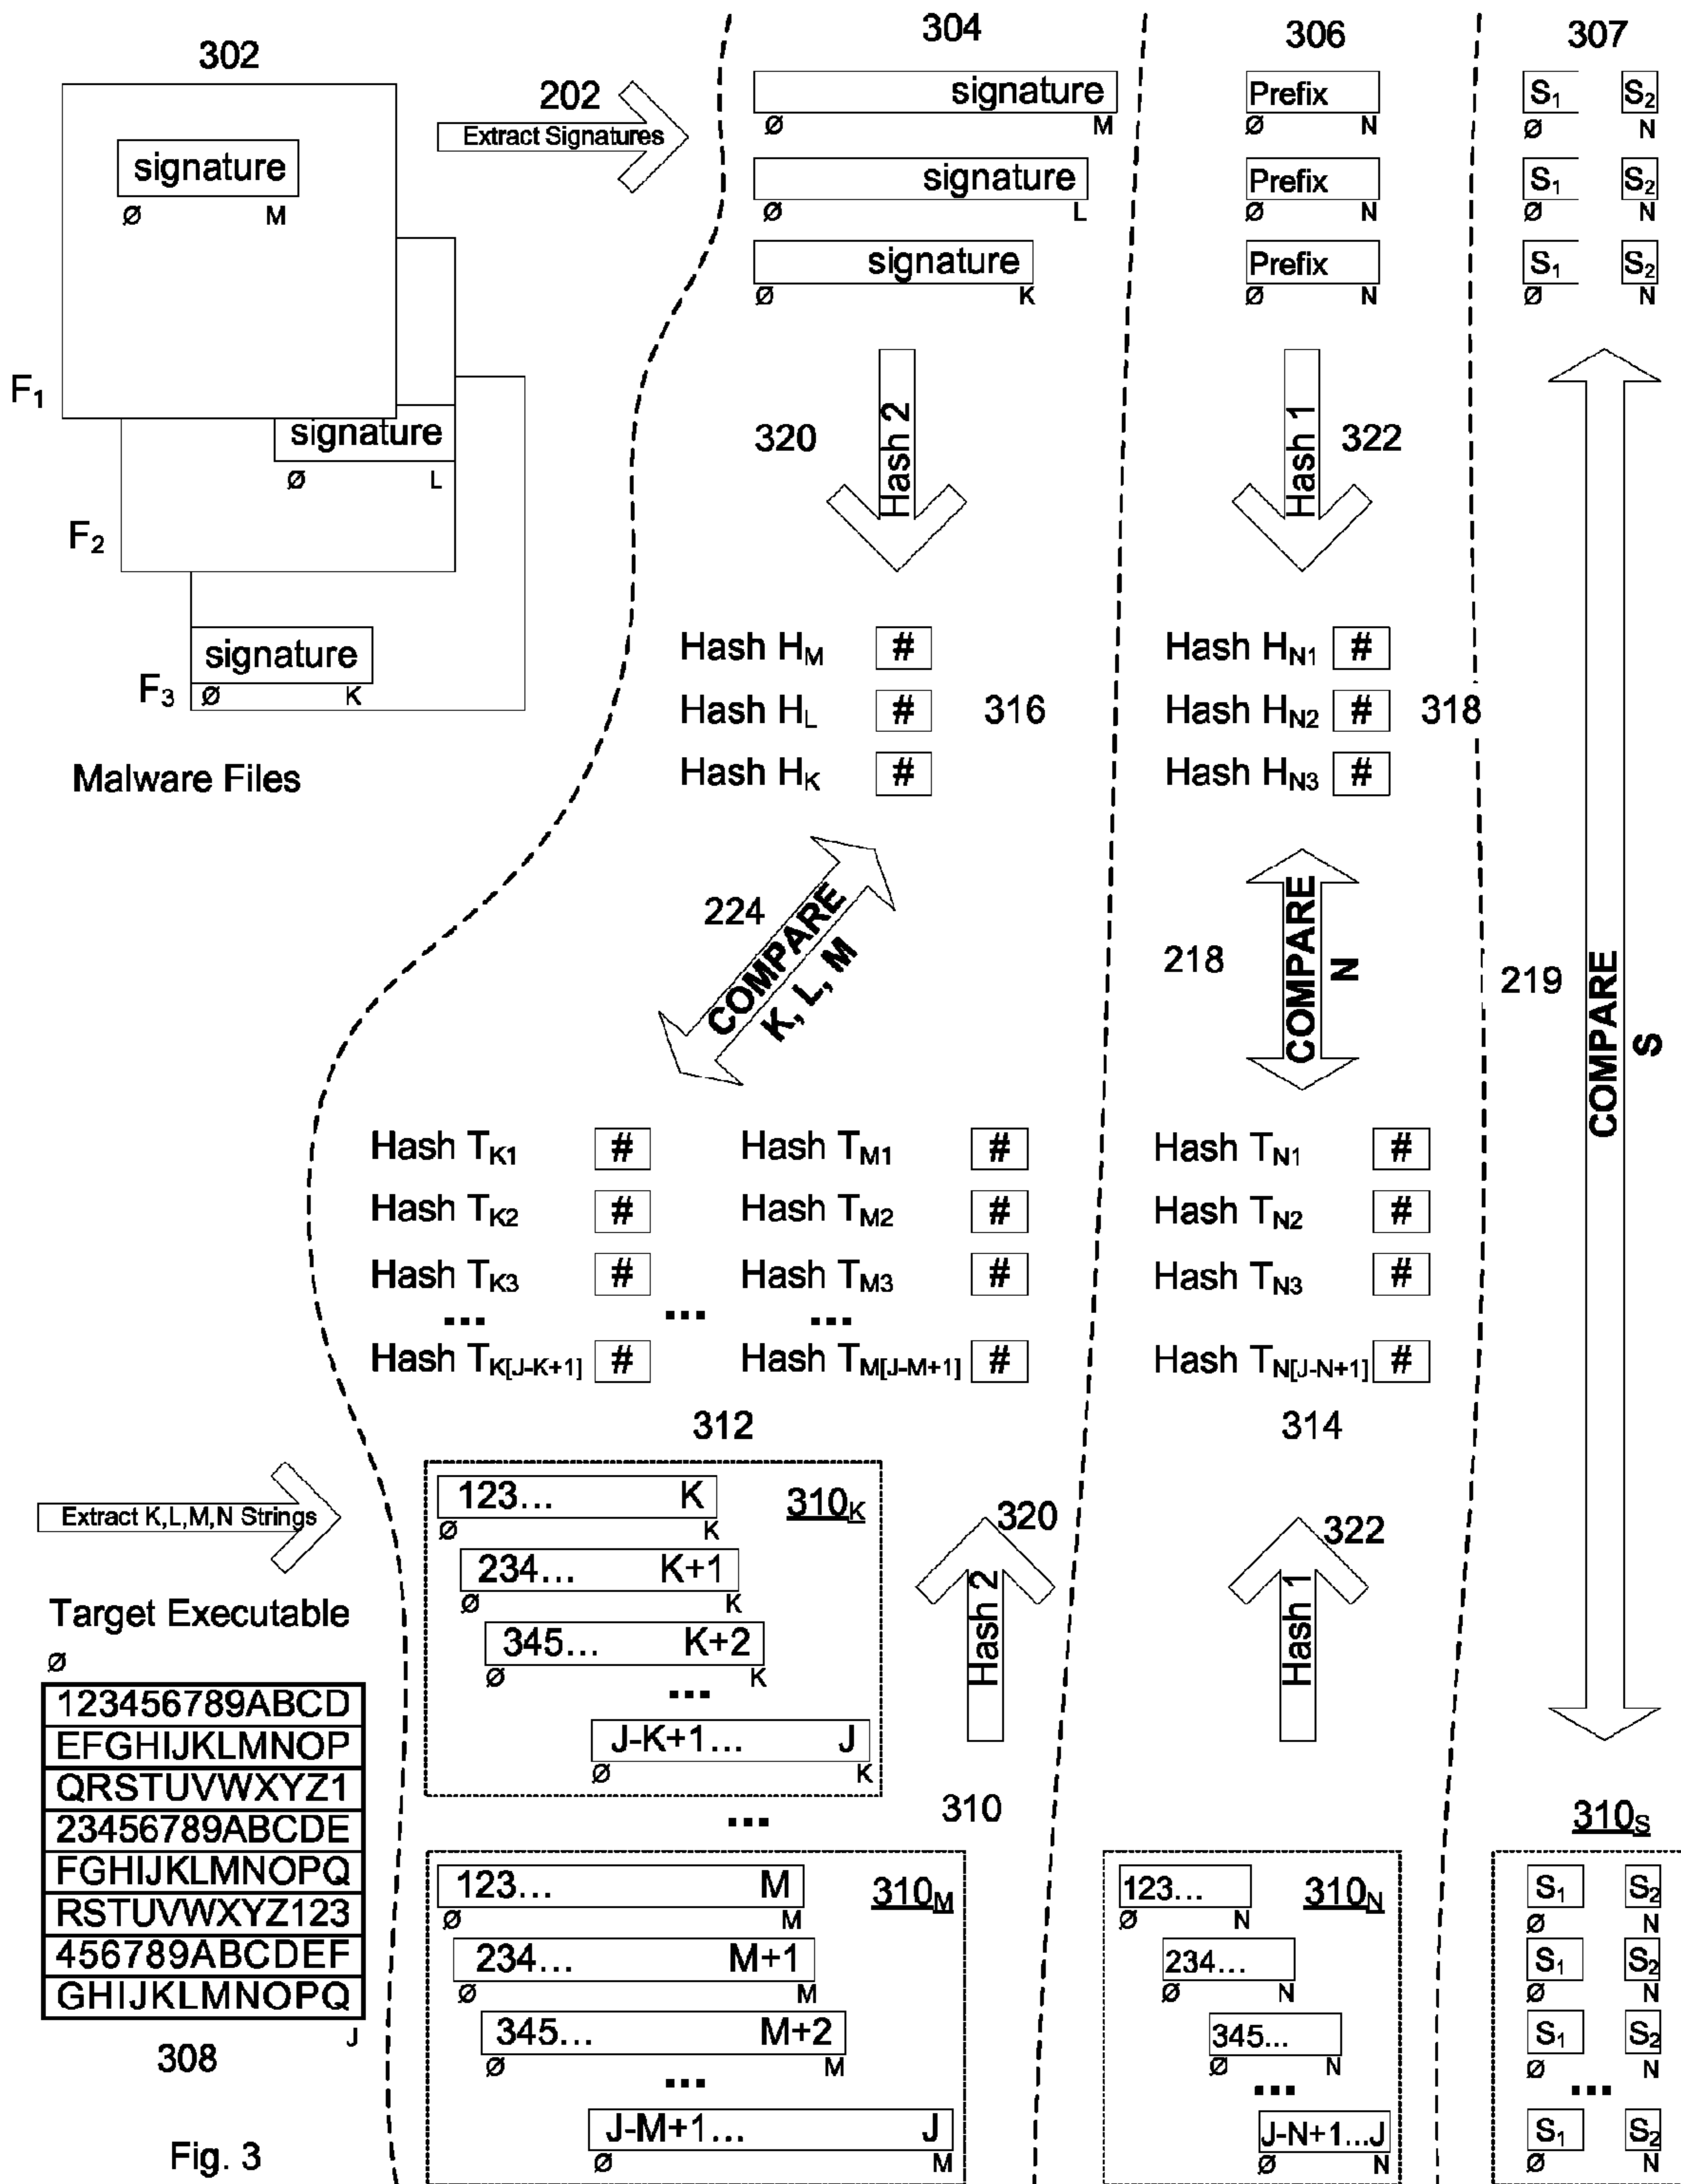 302
signature
Ø M
F1
signature
Ø L
F2
signature
F3 Ø K
Malware Files
202
Extract Signatures
304
signature
Ø M
signature
Ø L
signature
Ø K
320
Hash 2
Hash HM #
Hash HL # 316
Hash HK #
224
COMPARE
K, L, M
Hash TK1 # Hash TM1 #
Hash TK2 # Hash TM2 #
Hash TK3 # Hash TM3 #
... ... ...
Hash TK[J-K+1] # Hash TM[J-M+1] #
312
306
Prefix
Ø N
Prefix
Ø N
Prefix
Ø N
Hash 1
322
Hash HN1 #
Hash HN2 # 318
Hash HN3 #
218
COMPARE
N
Hash TN1 #
Hash TN2 #
Hash TN3 #
Hash TN[J-N+1] #
314
307
S1 S2
Ø N
S1 S2
Ø N
S1 S2
Ø N
219
COMPARE
S
Extract K,L,M,N Strings
Target Executable
Ø
123456789ABCD
EFGHIJKLMNOP
QRSTUVWXYZ1
23456789ABCDE
FGHIJKLMNOPQ
RSTUVWXYZ123
456789ABCDEF
GHIJKLMNOPQ
J
308
Fig. 3
123... K
Ø K
310K
234... K+1
Ø K
345... K+2
Ø K
...
J-K+1... J
Ø K
320
Hash 2
310
...
123... M
Ø M
310M
234... M+1
Ø M
345... M+2
Ø M
...
J-M+1... J
Ø M
322
Hash 1
123...
Ø N
310N
234...
Ø N
345...
Ø N
...
J-N+1...J
Ø N
310S
S1 S2
Ø N
S1 S2
Ø N
S1 S2
Ø N
...
S1 S2
Ø N